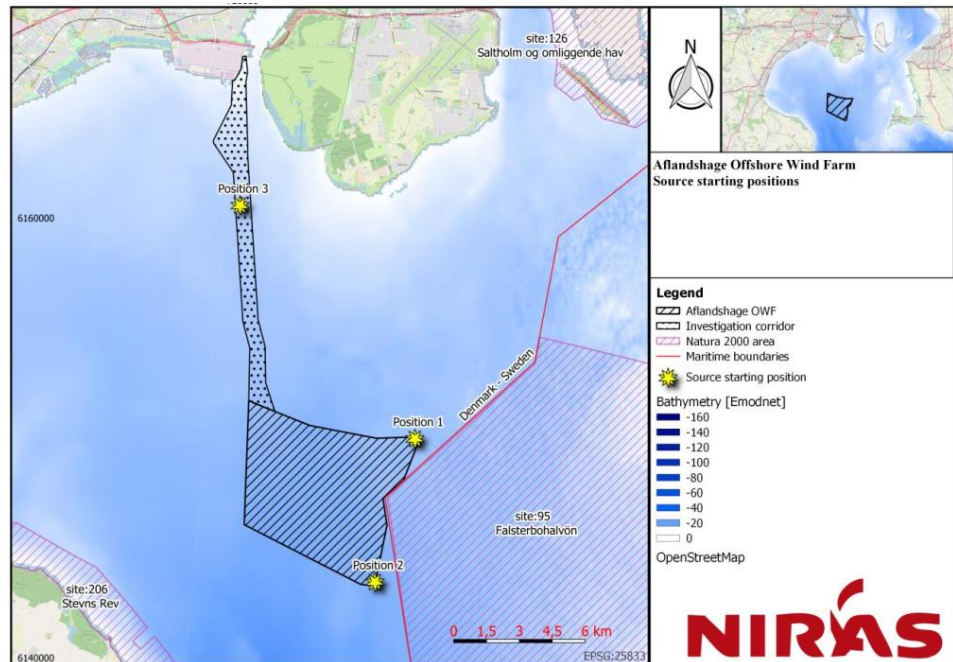 site:126
Saltholm og omliggende hav
Position 3
6160000
Position 1
Denmark - Sweden
site:95
Falsterbohalvön
Position 2
site:206
Stevns Rev
0 1,5 3 4,5 6 km
EPSG:25833
6140000
N
Aflandshage Offshore Wind Farm
Source starting positions
Legend
Aflandshage OWF
Investigation corridor
Natura 2000 area
Maritime boundaries
Source starting position
Bathymetry [Emodnet]
-160
-140
-120
-100
-80
-60
-40
-20
0
OpenStreetMap
NIRÁS